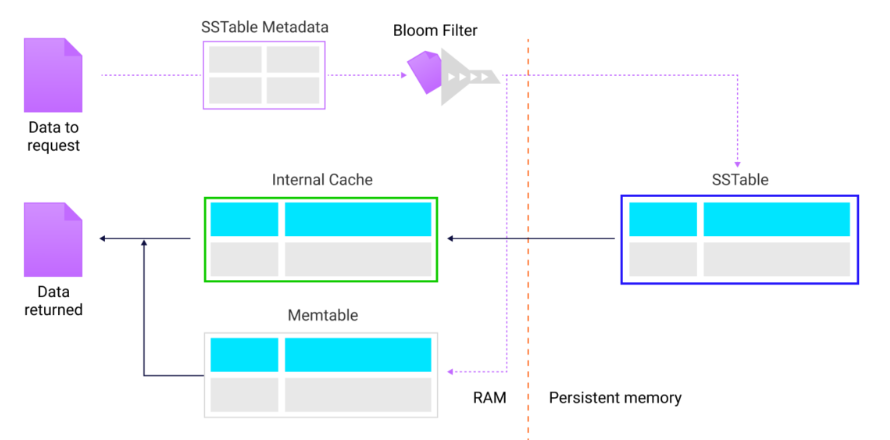 SSTable Metadata
Bloom Filter
Data to
request
Internal Cache
SSTable
Data
returned
Memtable
RAM
Persistent memory